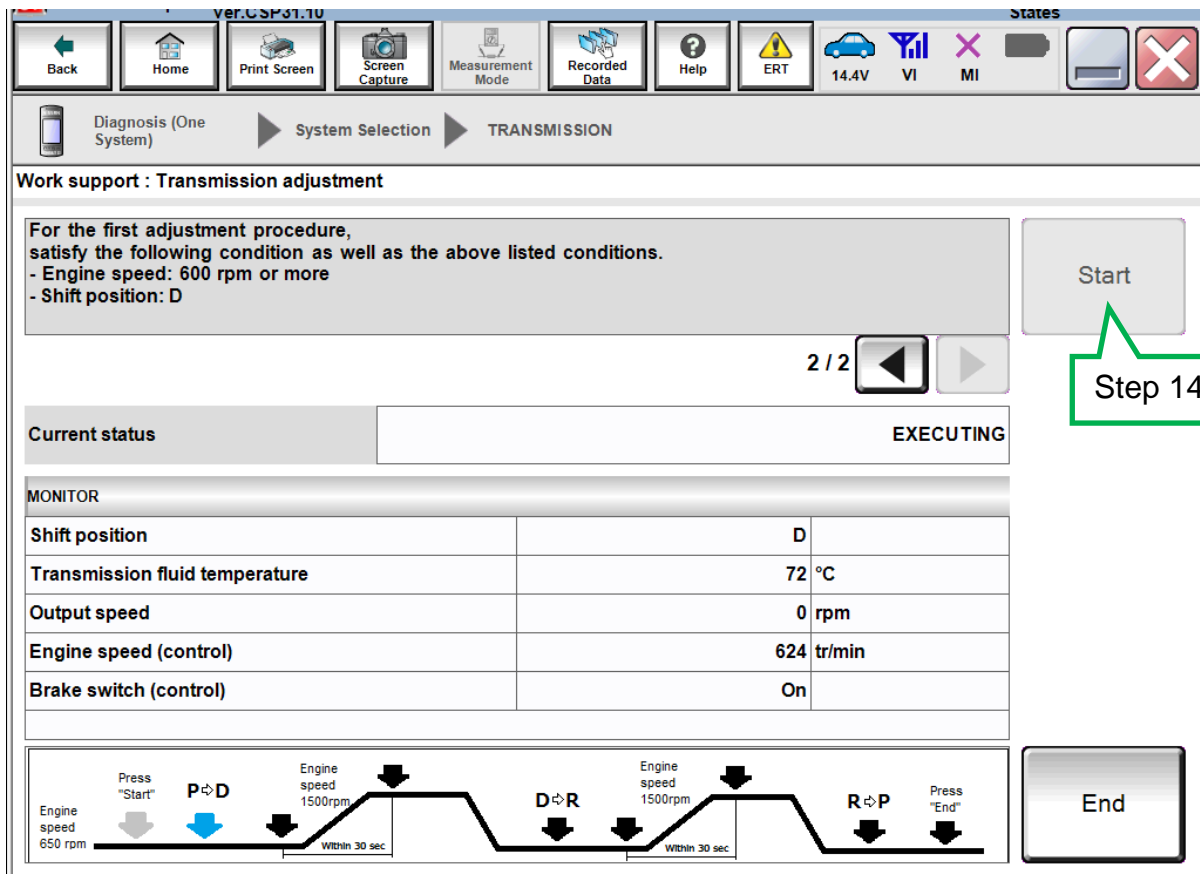 Ver.CSP31.10
States
Back
Home
Print Screen
Screen
Capture
Measurement
Mode
Recorded
Data
Help
ERT
14.4V
VI
MI
Diagnosis (One
System)
System Selection
TRANSMISSION
Work support : Transmission adjustment
For the first adjustment procedure,
satisfy the following condition as well as the above listed conditions.
- Engine speed: 600 rpm or more
- Shift position: D
Start
2 / 2
Step 14
Current status
EXECUTING
MONITOR
Shift position D
Transmission fluid temperature 72 °C
Output speed 0 rpm
Engine speed (control) 624 tr/min
Brake switch (control) On
Engine
speed
650 rpm
Press
"Start"
P⇨D
Engine
speed
1500rpm
Within 30 sec
D⇨R
Engine
speed
1500rpm
Within 30 sec
R⇨P
Press
"End"
End